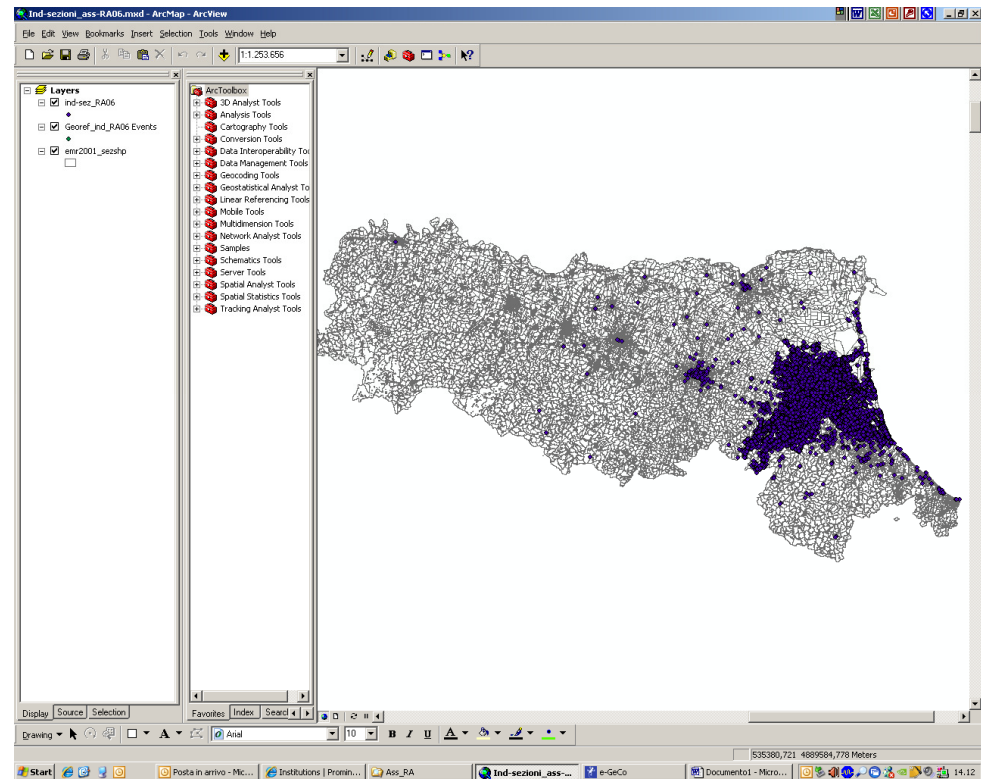 Ind-sezioni_ass-RA06.mxd - ArcMap - ArcView
File Edit View Bookmarks Insert Selection Tools Window Help
1:1.253.656
Layers
ind-sez_RA06
Georef_ind_RA06 Events
emr2001_sezshp
ArcToolbox
3D Analyst Tools
Analysis Tools
Cartography Tools
Conversion Tools
Data Interoperability Too
Data Management Tools
Geocoding Tools
Geostatistical Analyst To
Linear Referencing Tools
Mobile Tools
Multidimension Tools
Network Analyst Tools
Samples
Schematics Tools
Server Tools
Spatial Analyst Tools
Spatial Statistics Tools
Tracking Analyst Tools
Display Source Selection
Favorites Index Searcl
Drawing A Arial 10 B I U A
535380,721 4889584,778 Meters
Start Posta in arrivo - Mic... Institutions | Promin... Ass_RA Ind-sezioni_ass-... e-GeCo Documento1 - Micro... 14.12